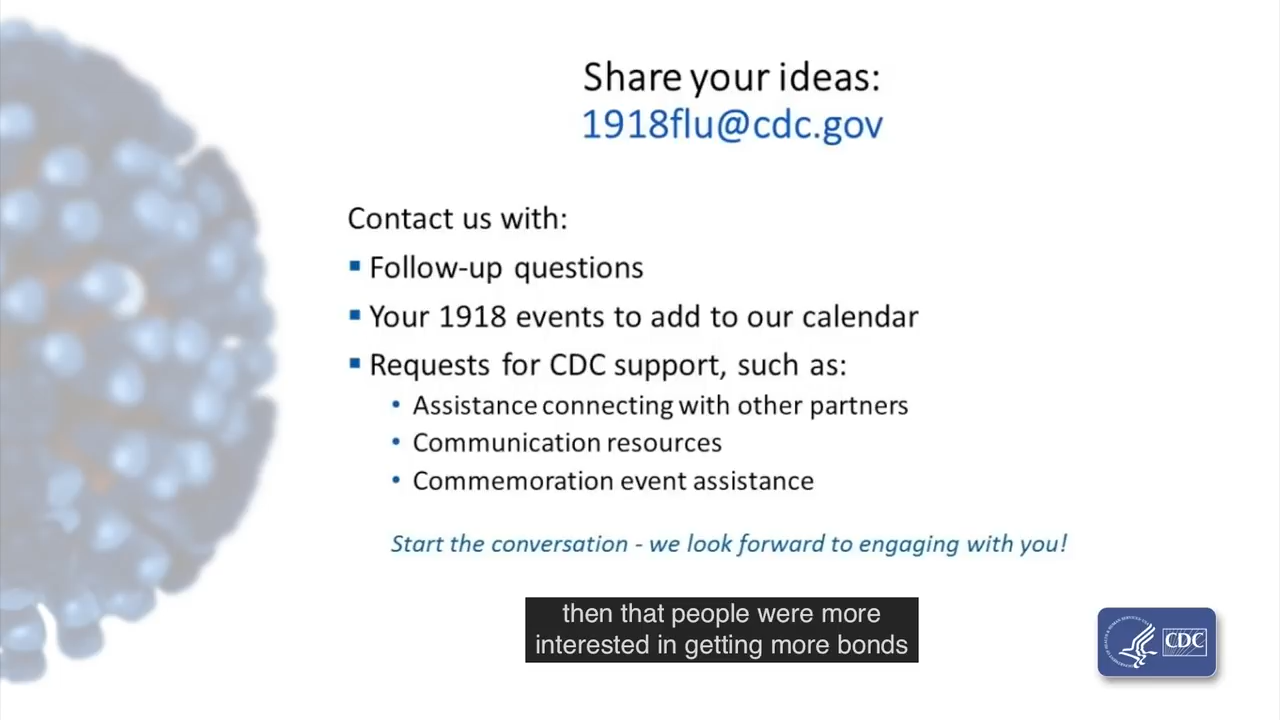 Share your ideas:
1918flu@cdc.gov
Contact us with:
Follow-up questions
Your 1918 events to add to our calendar
Requests for CDC support, such as:
Assistance connecting with other partners
Communication resources
Commemoration event assistance
Start the conversation - we look forward to engaging with you!
then that people were more
interested in getting more bonds
CDC